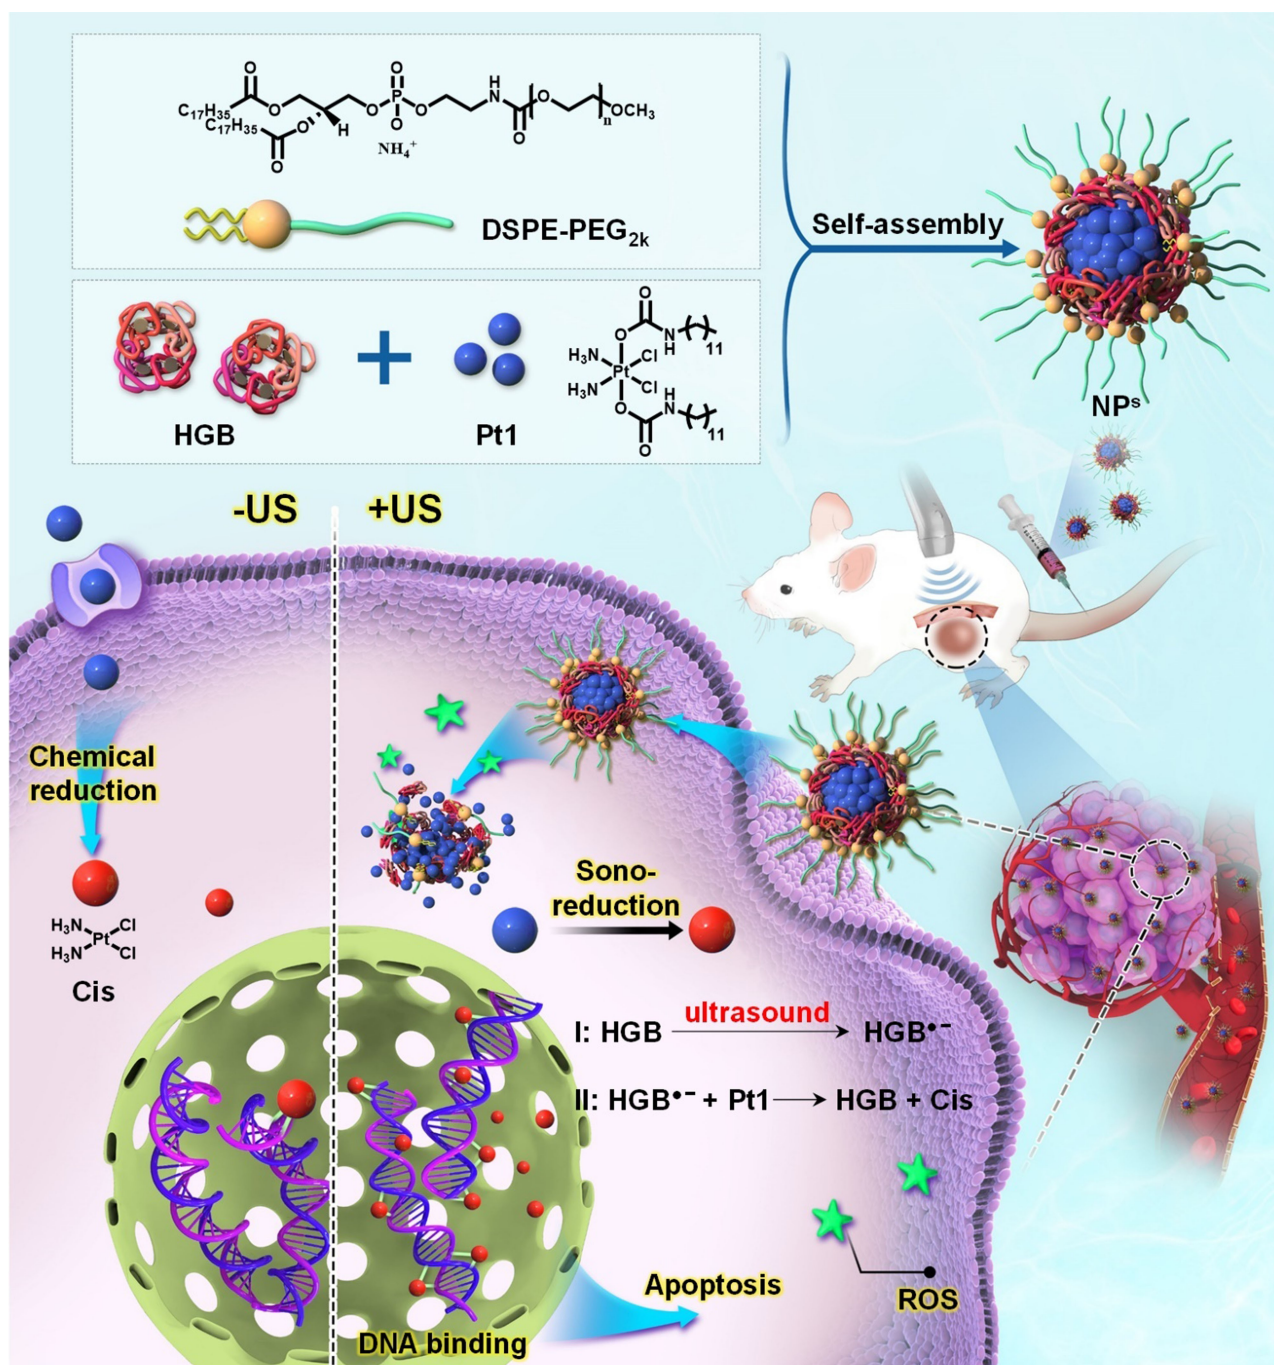 O
O
H
C₁₇H₃₅
O
O
P
O
N
O
OCH₃
C₁₇H₃₅
O
H
O
O
n
O
NH₄⁺
DSPE-PEG₂ₖ
Self-assembly
NPˢ
O
O
N
H
11
H₃N
Cl
Pt
H₃N
Cl
O
H
N
11
O
HGB
+
Pt1
-US
+US
Chemical
reduction
H₃N
Cl
Pt
H₃N
Cl
Cis
Sono-
reduction
I: HGB
ultrasound
HGB•−
II: HGB•− + Pt1
HGB + Cis
ROS
Apoptosis
DNA binding